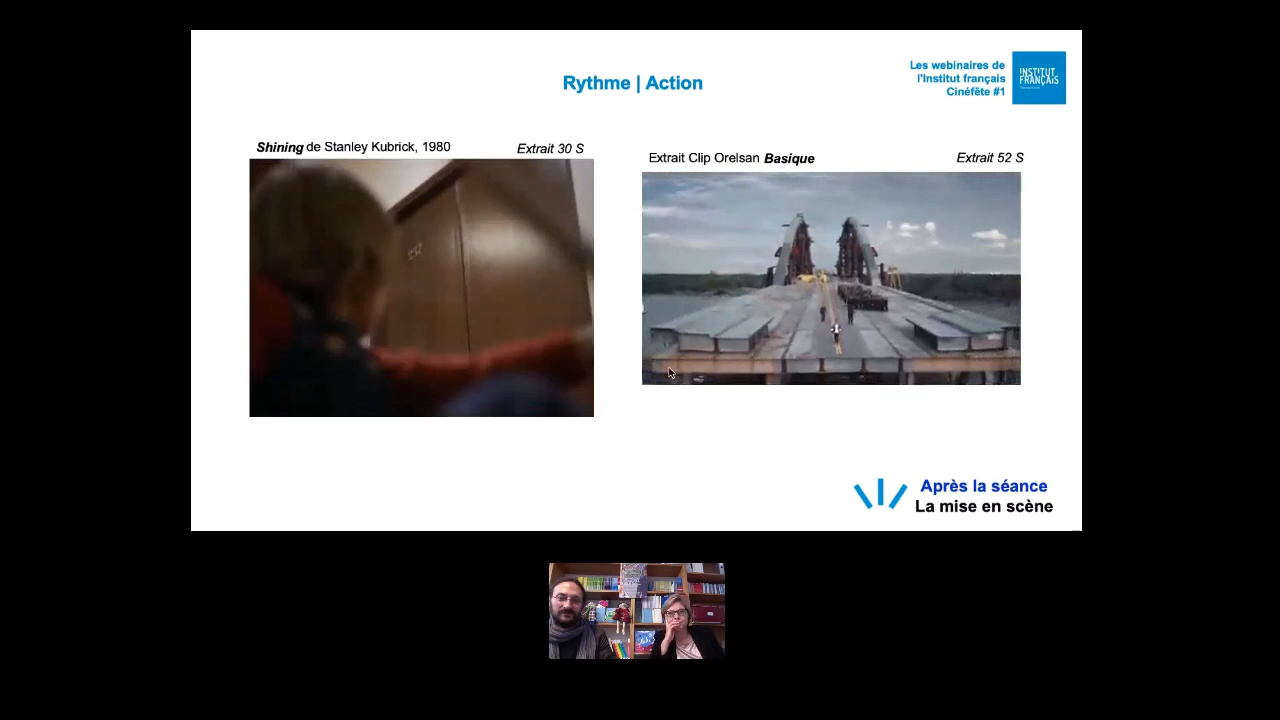 Rythme | Action
Les webinaires de
l'Institut français
Cinéfête #1
INSTITUT
FRANÇAIS
Shining de Stanley Kubrick, 1980
Extrait 30 S
Extrait Clip Orelsan Basique
Extrait 52 S
Après la séance
La mise en scène